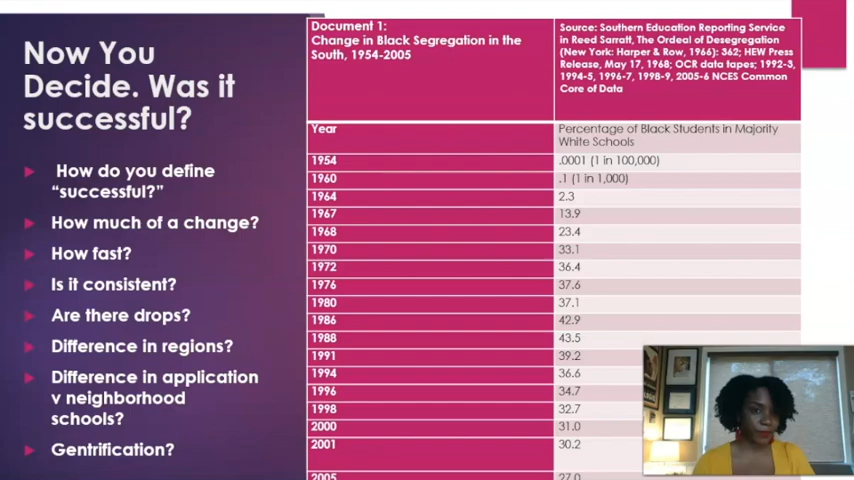 Now You
Decide. Was it
successful?
How do you define
“successful?”
How much of a change?
How fast?
Is it consistent?
Are there drops?
Difference in regions?
Difference in application
v neighborhood
schools?
Gentrification?
Document 1:
Change in Black Segregation in the
South, 1954-2005
Source: Southern Education Reporting Service
in Reed Sarratt, The Ordeal of Desegregation
(New York: Harper & Row, 1966): 362; HEW Press
Release, May 17, 1968; OCR data tapes; 1992-3,
1994-5, 1996-7, 1998-9, 2005-6 NCES Common
Core of Data
Year
Percentage of Black Students in Majority
White Schools
1954 .0001 (1 in 100,000)
1960 .1 (1 in 1,000)
1964 2.3
1967 13.9
1968 23.4
1970 33.1
1972 36.4
1976 37.6
1980 37.1
1986 42.9
1988 43.5
1991 39.2
1994 36.6
1996 34.7
1998 32.7
2000 31.0
2001 30.2
2005 27.0